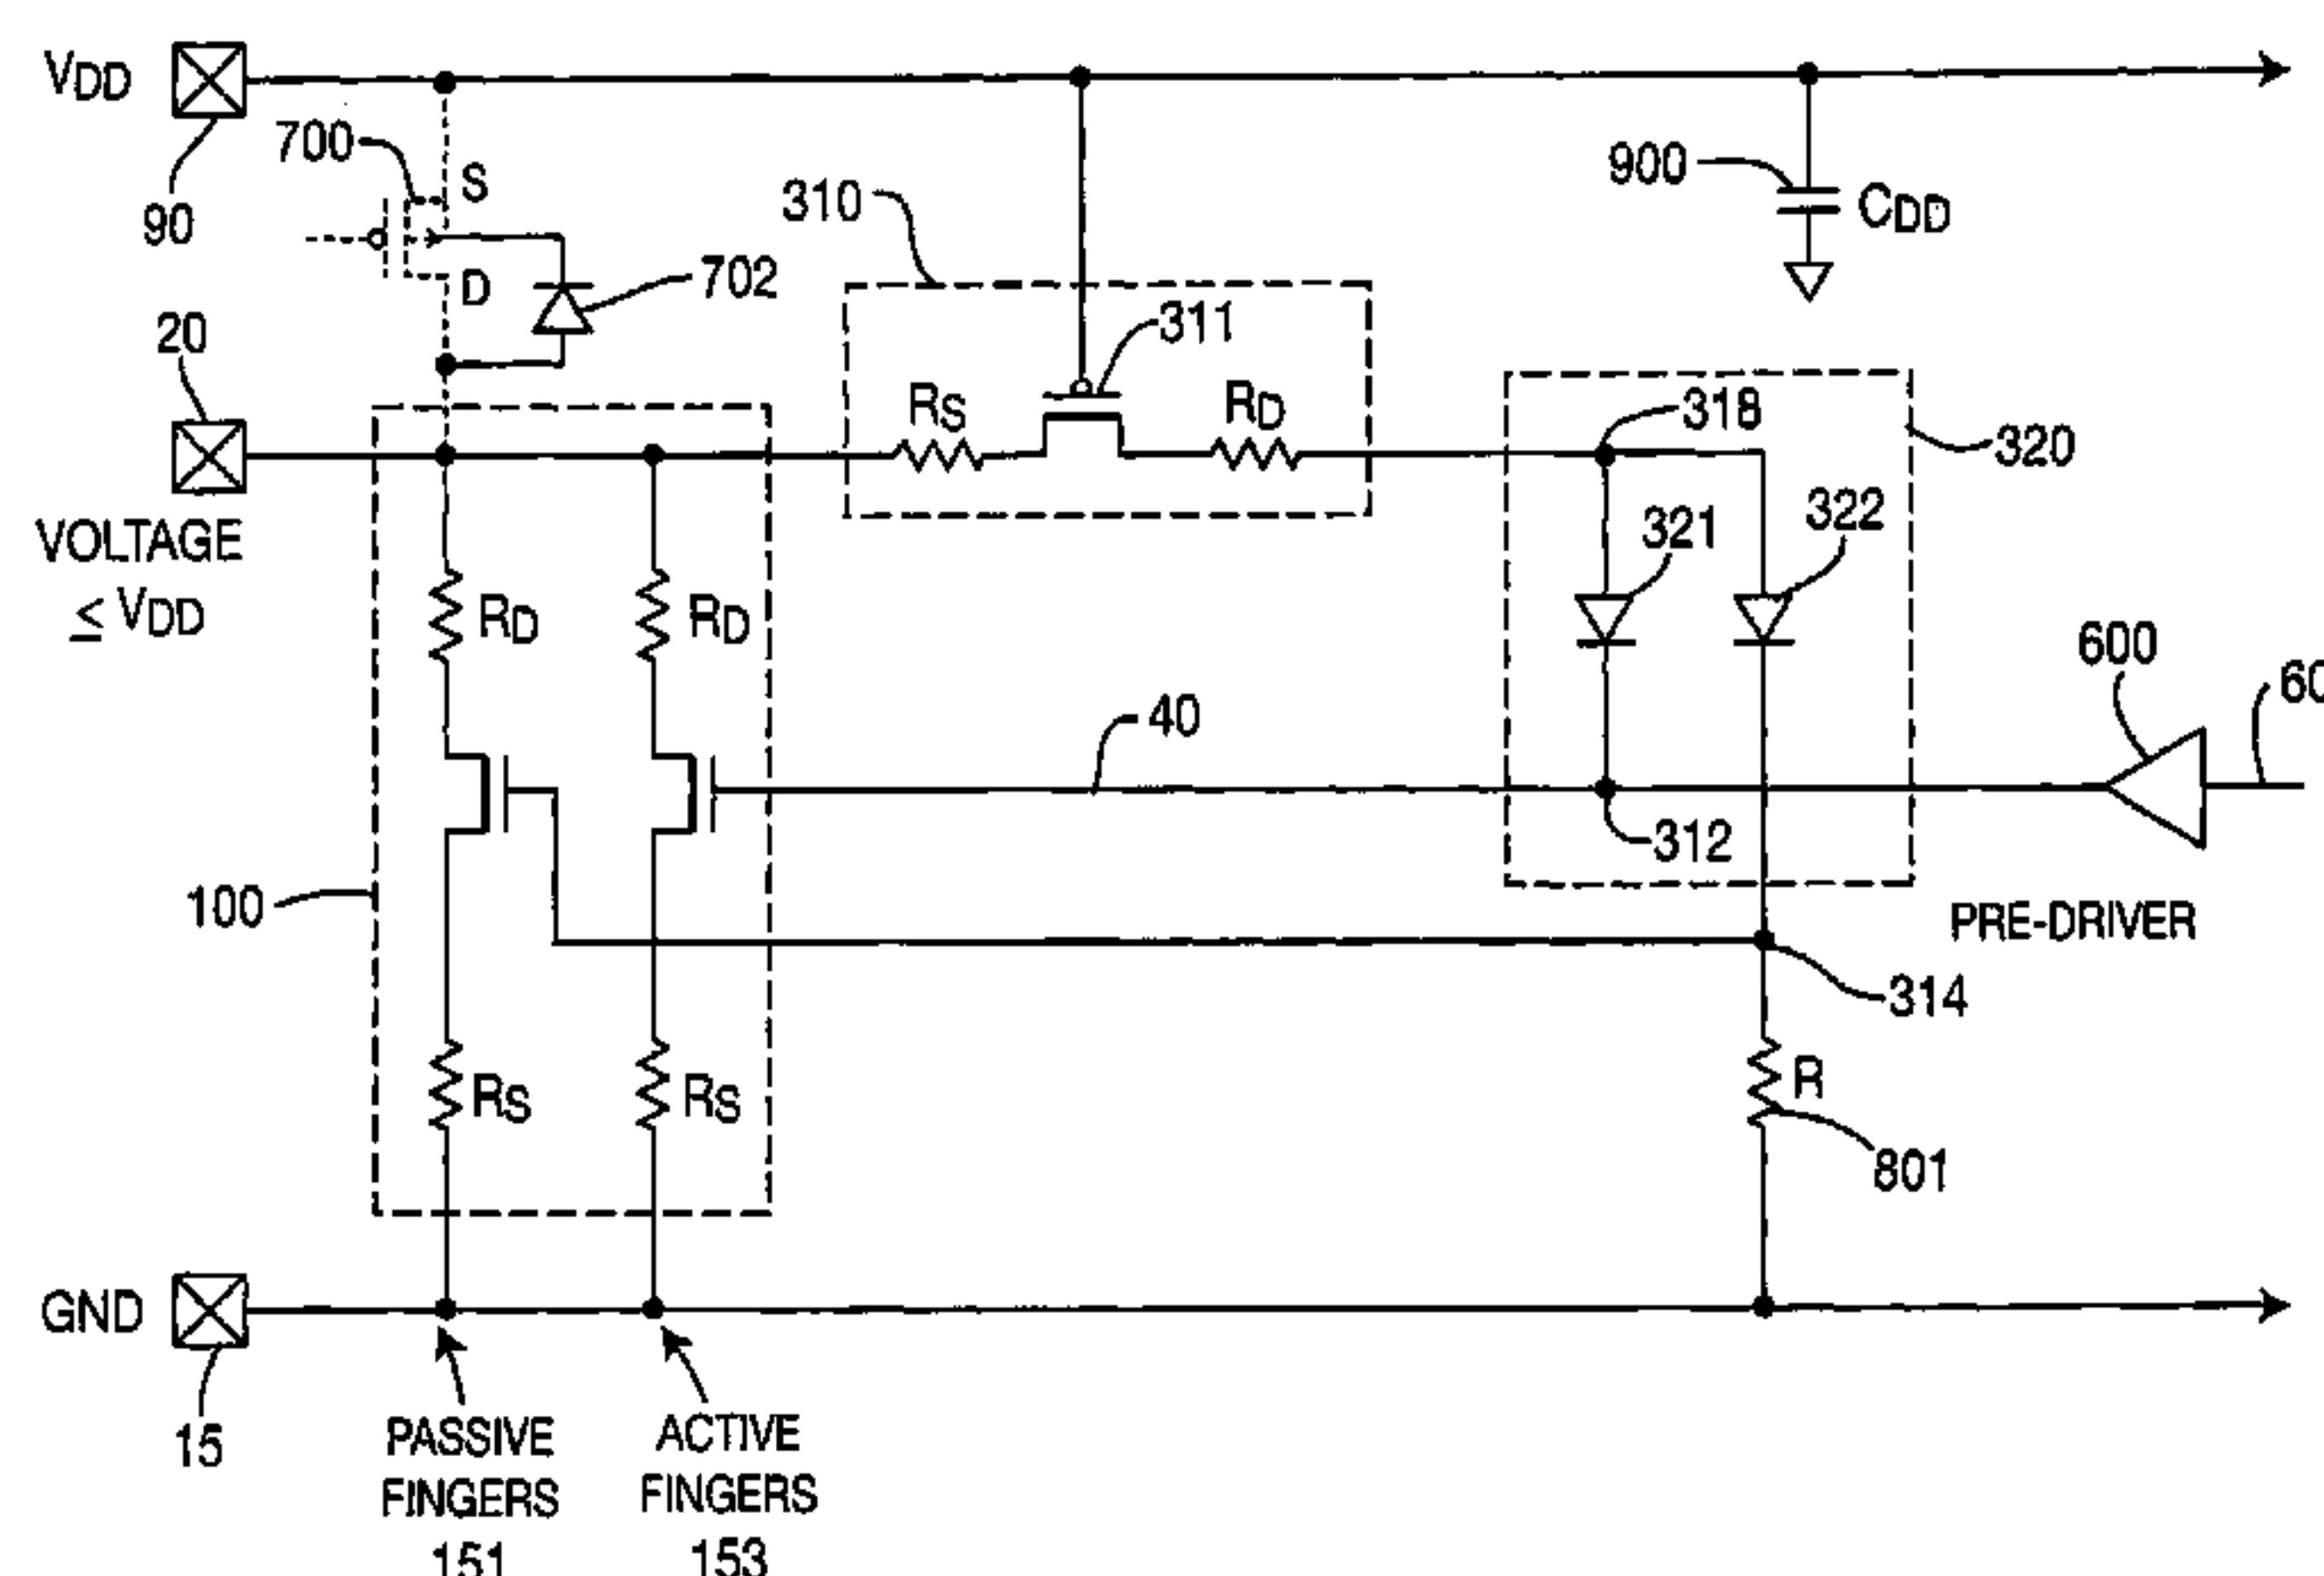 VDD
90
700
S
D
702
310
311
RS
RD
900
CDD
20
VOLTAGE
≤ VDD
318
320
321
322
600
60
RD
RD
40
312
100
PRE-DRIVER
314
RS
RS
R
801
GND
15
PASSIVE
FINGERS
151
ACTIVE
FINGERS
153